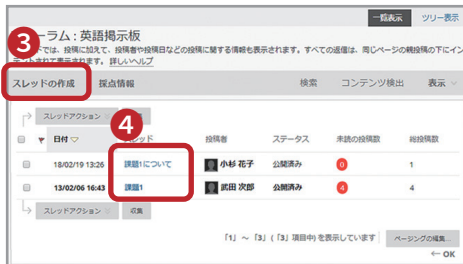 一覧表示 ツリー表示
ーラム : 英語掲示板
3
では、投稿に加えて、投稿者や投稿日などの投稿に関する情報も表示されます。すべての返信は、同じページの親投稿の下にイン
て表示されます。 詳しいヘルプ
スレッドの作成 採点情報 検索 コンテンツ検出 表示
スレッドアクション
4
日付 スレッド 投稿者 ステータス 未読の投稿数 総投稿数
18/02/19 13:26 課題1について 小杉 花子 公開済み 0 1
13/02/06 16:43 課題1 武田 次郎 公開済み 4 4
スレッドアクション 収集
「1」 ～ 「3」 (「3」項目中) を表示しています ページングの編集...
← OK